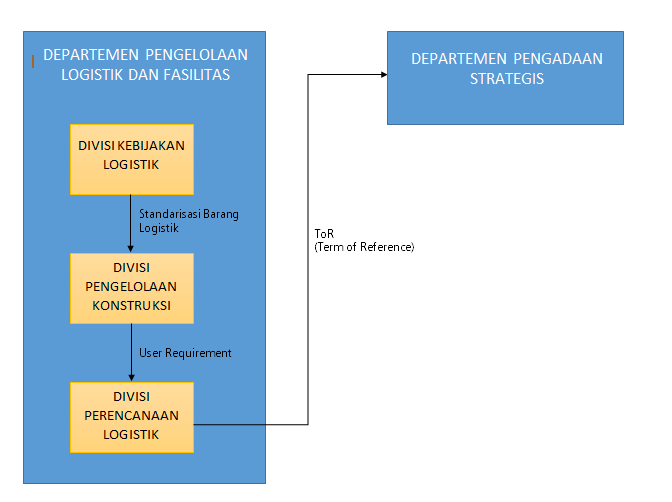 DEPARTEMEN PENGELOLAAN
LOGISTIK DAN FASILITAS
DIVISI KEBIJAKAN
LOGISTIK
Standarisasi Barang
Logistik
DIVISI
PENGELOLAAN
KONSTRUKSI
User Requirement
DIVISI
PERENCANAAN
LOGISTIK
ToR
(Term of Reference)
DEPARTEMEN PENGADAAN
STRATEGIS